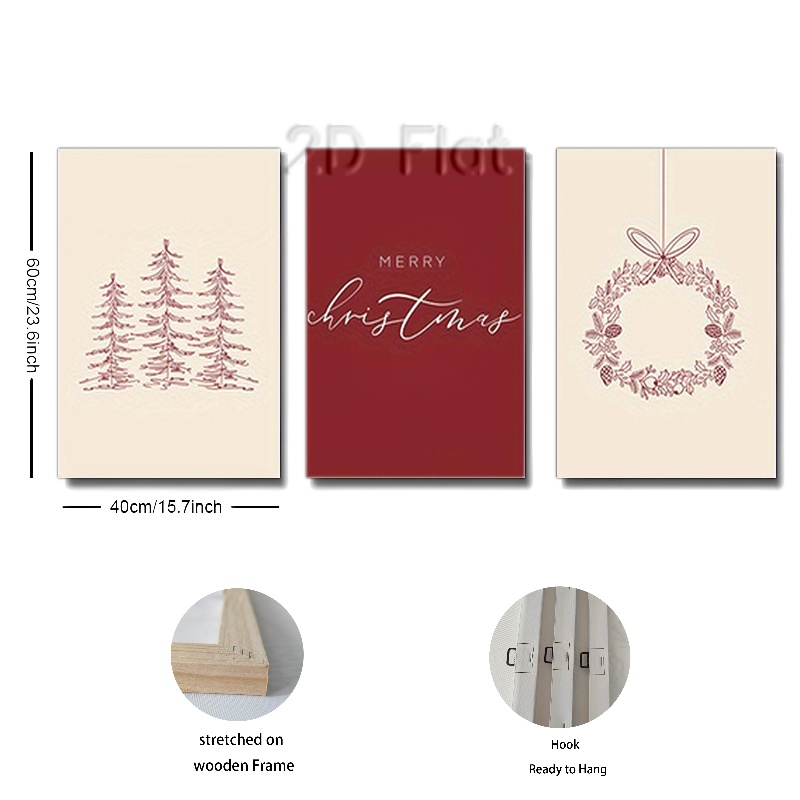 2D Flat
MERRY
christmas
60cm/23.6inch
40cm/15.7inch
stretched on
wooden Frame
Hook
Ready to Hang